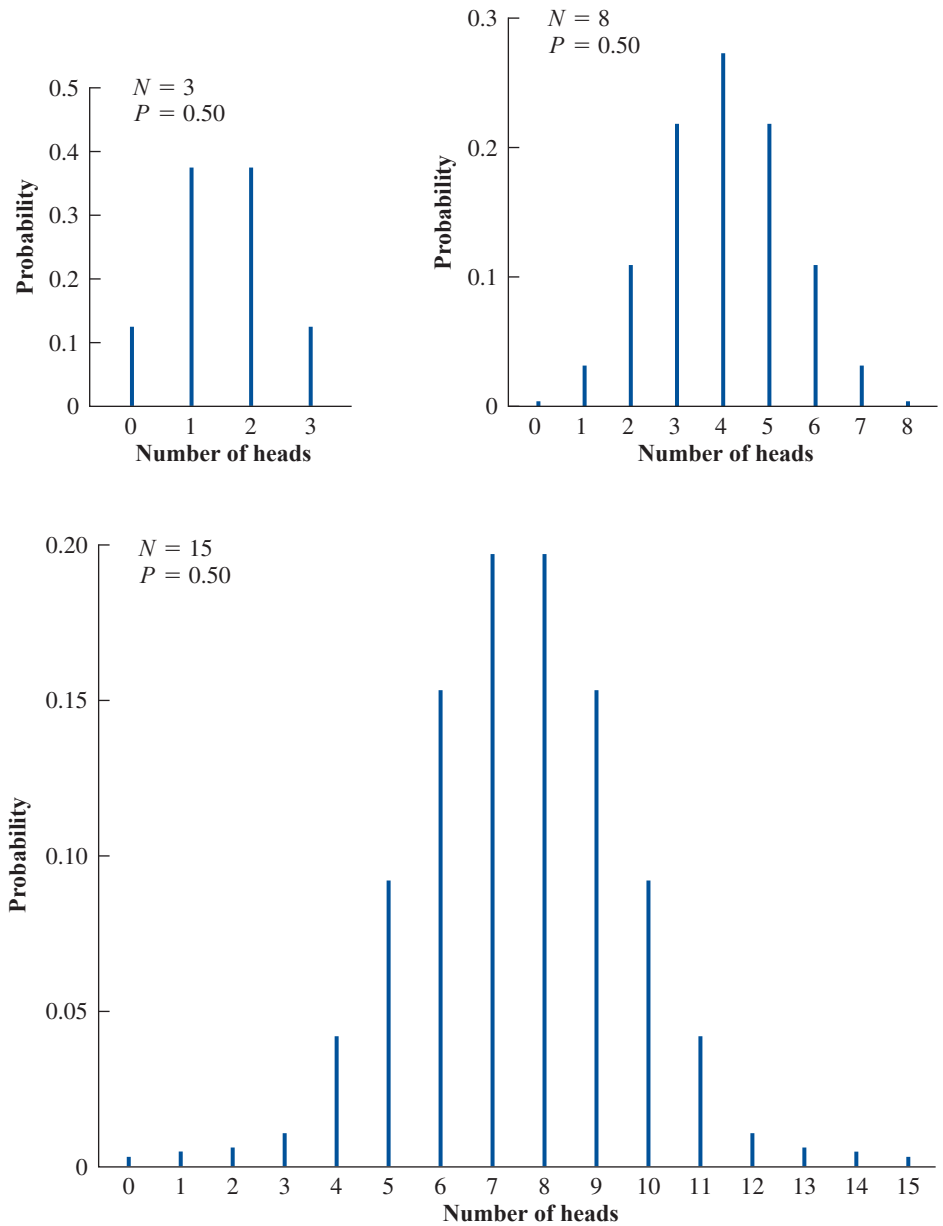 N = 3
P = 0.50
0.5
0.4
0.3
0.2
0.1
0
Probability
0 1 2 3
Number of heads
N = 8
P = 0.50
0.3
0.2
0.1
0
Probability
0 1 2 3 4 5 6 7 8
Number of heads
N = 15
P = 0.50
0.20
0.15
0.10
0.05
0
Probability
0 1 2 3 4 5 6 7 8 9 10 11 12 13 14 15
Number of heads